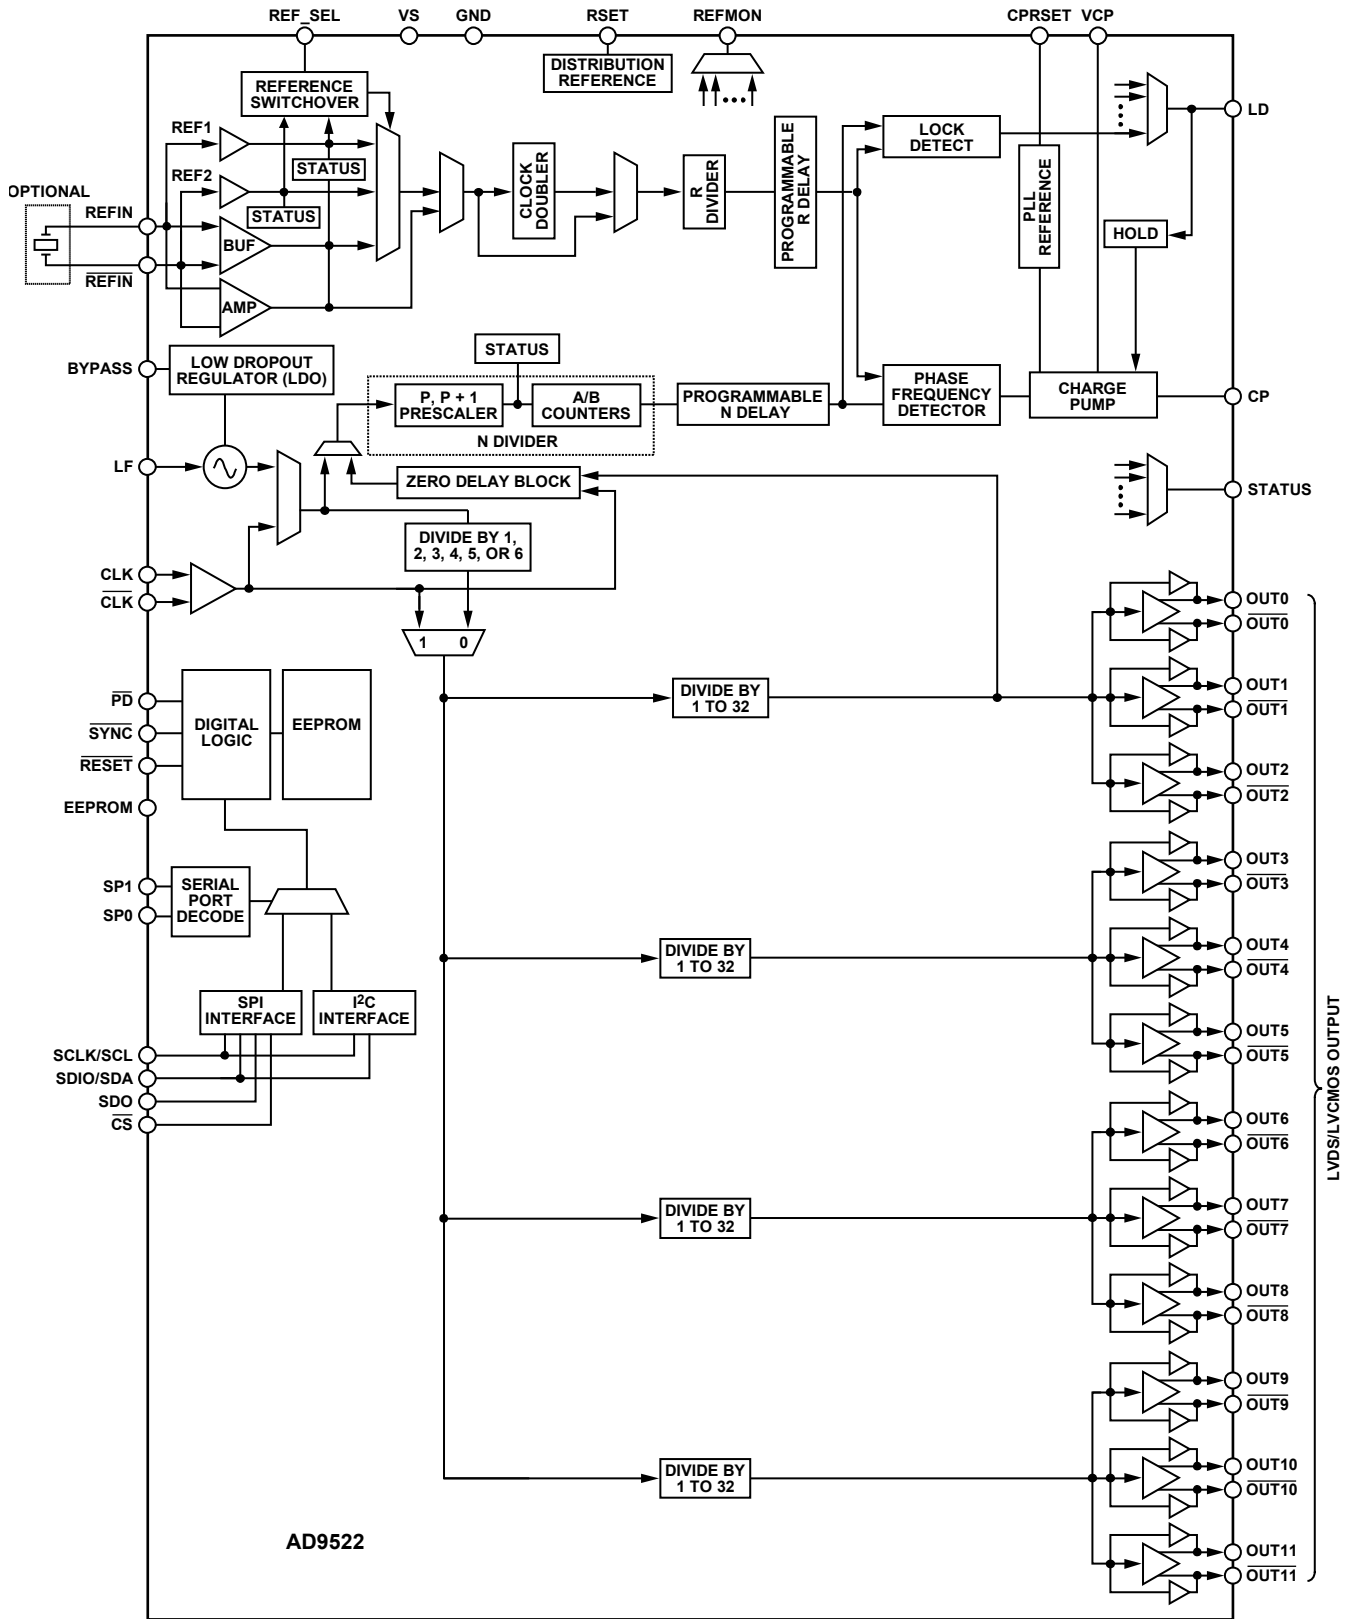 REF_SEL
VS
GND
RSET
REFMON
CPRSET
VCP
DISTRIBUTION
REFERENCE
REFERENCE
SWITCHOVER
REF1
STATUS
REF2
STATUS
OPTIONAL
REFIN
REFIN
BUF
AMP
CLOCK
DOUBLER
R
DIVIDER
PROGRAMMABLE
R DELAY
LOCK
DETECT
PLL
REFERENCE
LD
HOLD
BYPASS
LOW DROPOUT
REGULATOR (LDO)
STATUS
P, P + 1
PRESCALER
A/B
COUNTERS
N DIVIDER
PROGRAMMABLE
N DELAY
PHASE
FREQUENCY
DETECTOR
CHARGE
PUMP
CP
LF
ZERO DELAY BLOCK
STATUS
DIVIDE BY 1,
2, 3, 4, 5, OR 6
CLK
CLK
1 0
PD
SYNC
RESET
EEPROM
DIGITAL
LOGIC
EEPROM
SP1
SP0
SERIAL
PORT
DECODE
SPI
INTERFACE
I2C
INTERFACE
SCLK/SCL
SDIO/SDA
SDO
CS
DIVIDE BY
1 TO 32
DIVIDE BY
1 TO 32
DIVIDE BY
1 TO 32
DIVIDE BY
1 TO 32
OUT0
OUT0
OUT1
OUT1
OUT2
OUT2
OUT3
OUT3
OUT4
OUT4
OUT5
OUT5
OUT6
OUT6
OUT7
OUT7
OUT8
OUT8
OUT9
OUT9
OUT10
OUT10
OUT11
OUT11
LVDS/LVCMOS OUTPUT
AD9522